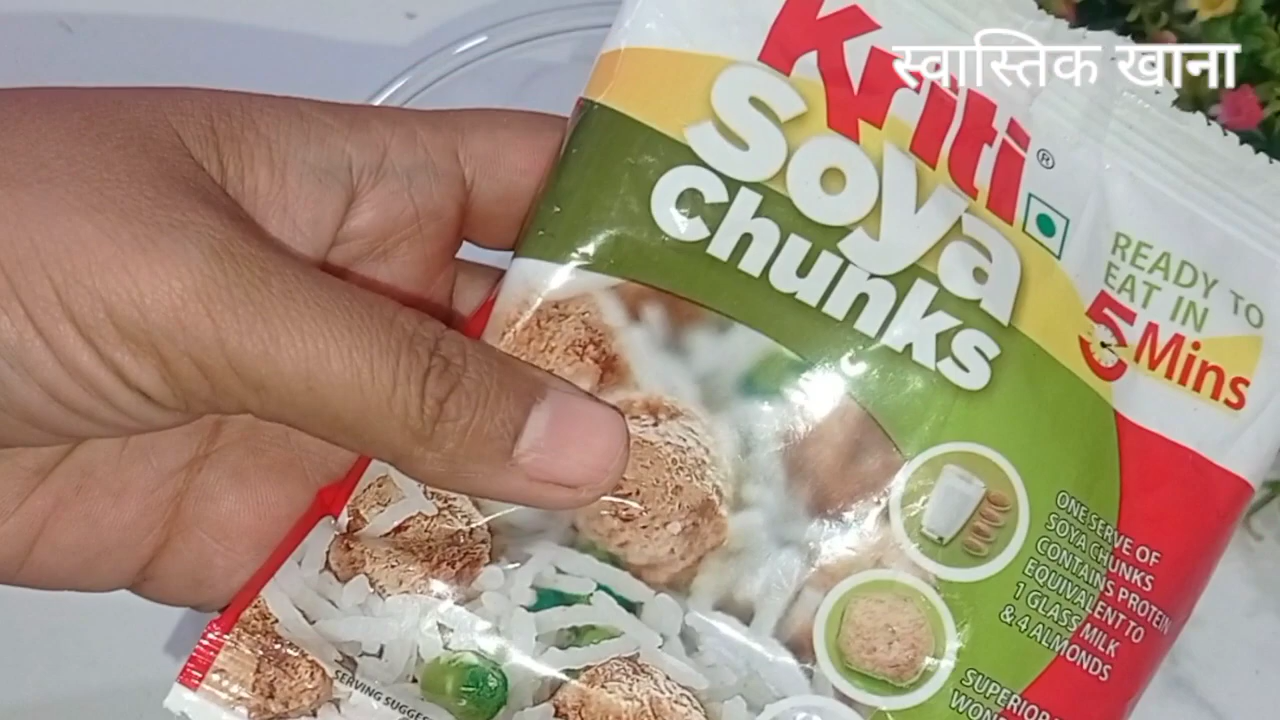 स्वास्तिक खाना
Kriti®
Soya
Chunks
READY TO
EAT IN
5 Mins
ONE SERVE OF
SOYA CHUNKS
CONTAINS PROTEIN
EQUIVALENT TO
1 GLASS MILK
& 4 ALMONDS
SERVING